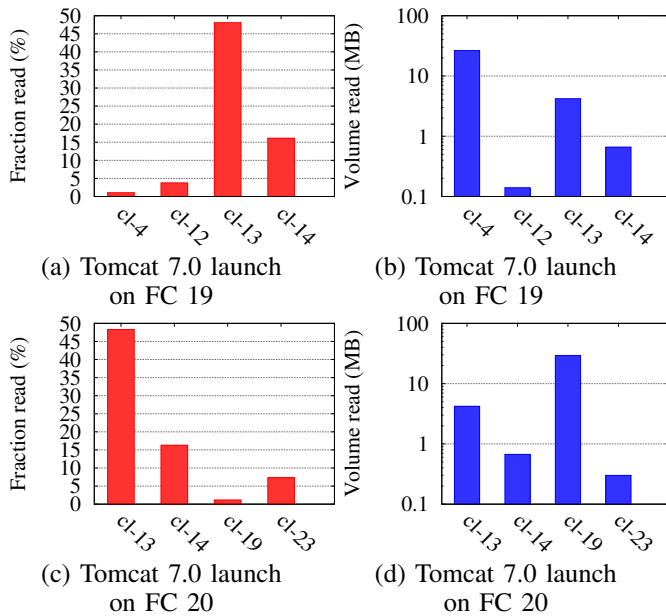 Fraction read (%)
50
45
40
35
30
25
20
15
10
5
0
cl-4
cl-12
cl-13
cl-14
(a) Tomcat 7.0 launch
on FC 19
Volume read (MB)
100
10
1
0.1
cl-4
cl-12
cl-13
cl-14
(b) Tomcat 7.0 launch
on FC 19
Fraction read (%)
50
45
40
35
30
25
20
15
10
5
0
cl-13
cl-14
cl-19
cl-23
(c) Tomcat 7.0 launch
on FC 20
Volume read (MB)
100
10
1
0.1
cl-13
cl-14
cl-19
cl-23
(d) Tomcat 7.0 launch
on FC 20